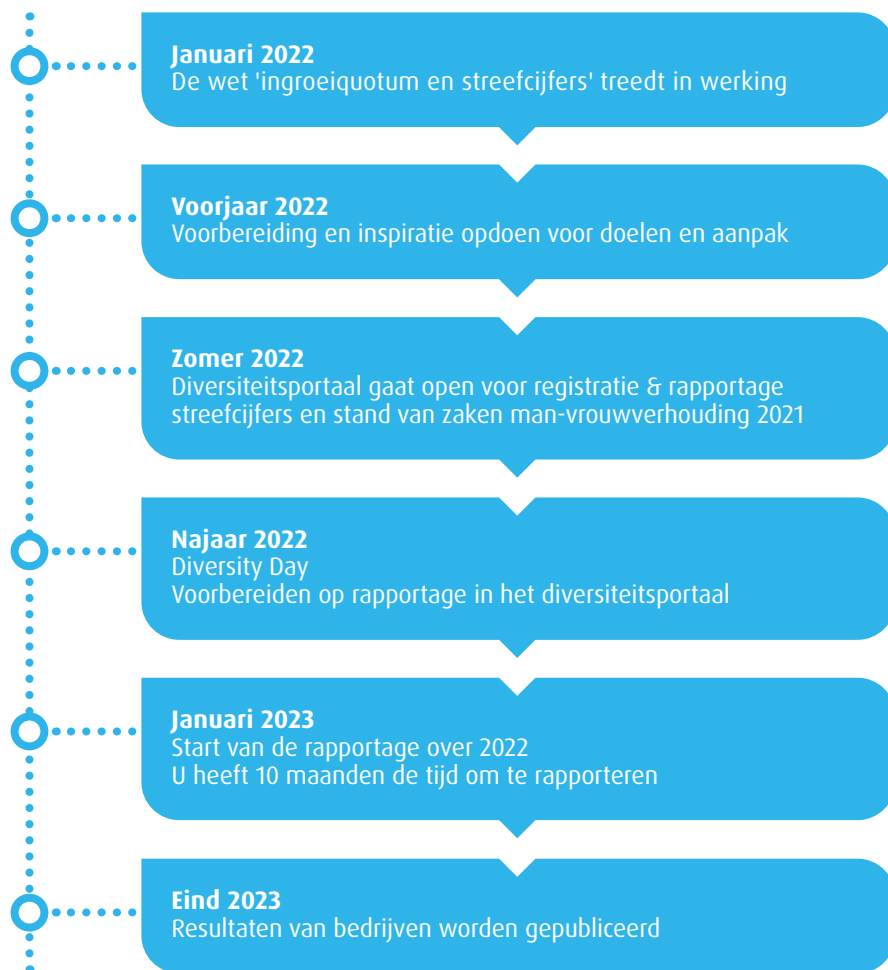 Januari 2022
De wet 'ingroeiquotum en streefcijfers' treedt in werking
Voorjaar 2022
Voorbereiding en inspiratie opdoen voor doelen en aanpak
Zomer 2022
Diversiteitsportaal gaat open voor registratie & rapportage
streefcijfers en stand van zaken man-vrouwverhouding 2021
Najaar 2022
Diversity Day
Voorbereiden op rapportage in het diversiteitsportaal
Januari 2023
Start van de rapportage over 2022
U heeft 10 maanden de tijd om te rapporteren
Eind 2023
Resultaten van bedrijven worden gepubliceerd